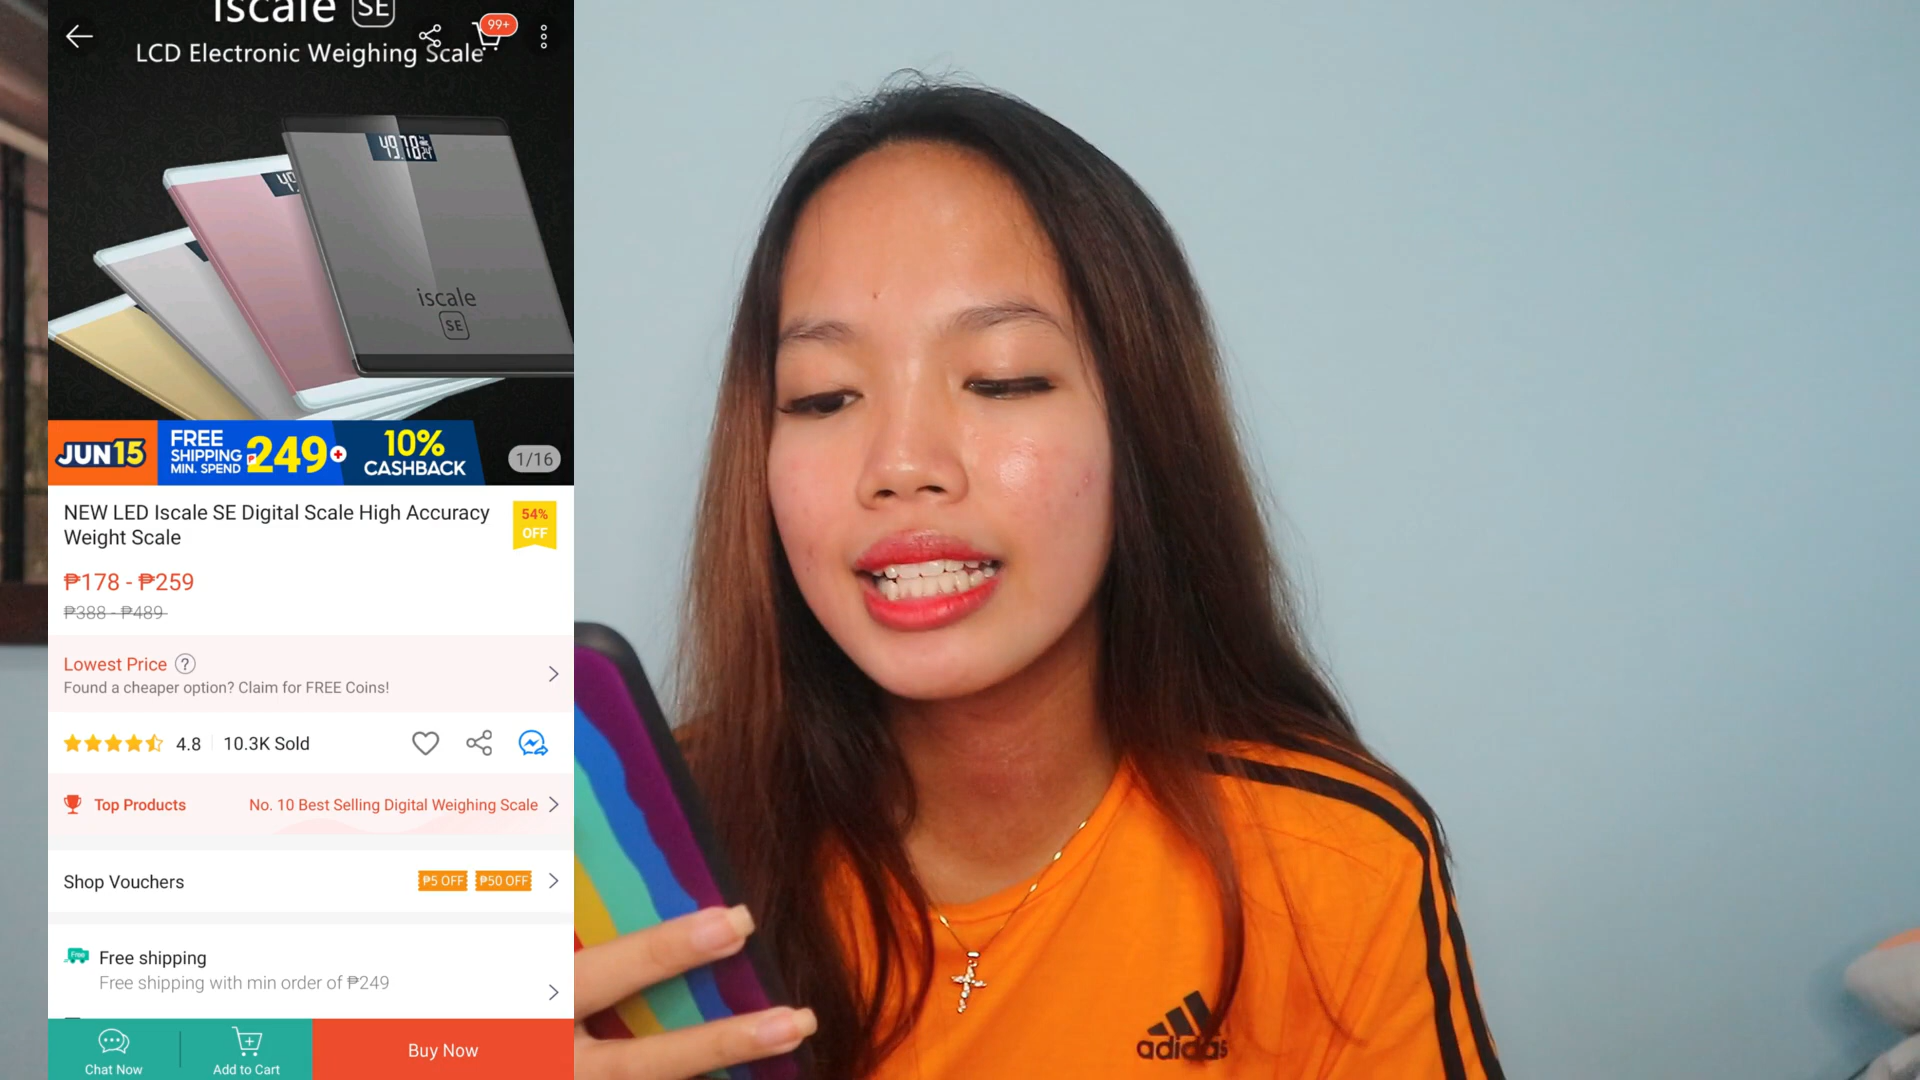 iscale SE
99+
LCD Electronic Weighing Scale
49.78
49
iscale
SE
JUN15
FREE
SHIPPING
MIN. SPEND
₱249
10%
CASHBACK
1/16
NEW LED Iscale SE Digital Scale High Accuracy
Weight Scale
54%
OFF
₱178 - ₱259
₱388 - ₱489
Lowest Price ?
Found a cheaper option? Claim for FREE Coins!
4.8 10.3K Sold
Top Products No. 10 Best Selling Digital Weighing Scale
Shop Vouchers ₱5 OFF ₱50 OFF
Free
Free shipping
Free shipping with min order of ₱249
Chat Now
Add to Cart
Buy Now
adidas